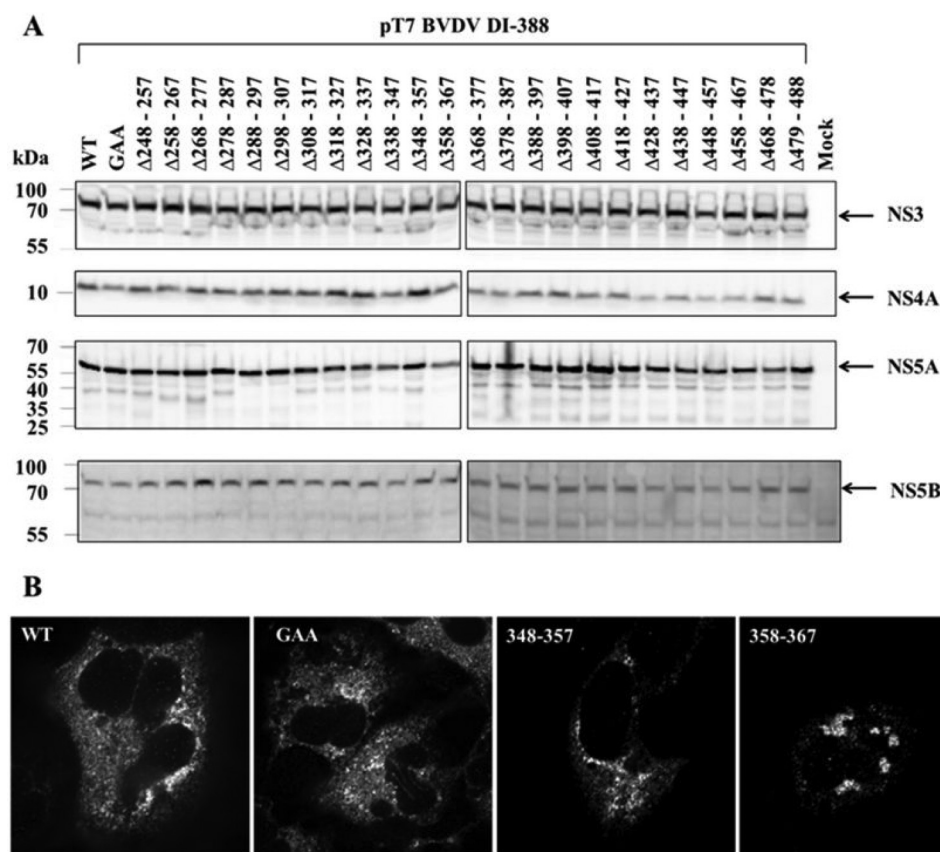 A
pT7 BVDV DI-388
kDa
WT
GAA
Δ248 - 257
Δ258 - 267
Δ268 - 277
Δ278 - 287
Δ288 - 297
Δ298 - 307
Δ308 - 317
Δ318 - 327
Δ328 - 337
Δ338 - 347
Δ348 - 357
Δ358 - 367
Δ368 - 377
Δ378 - 387
Δ388 - 397
Δ398 - 407
Δ408 - 417
Δ418 - 427
Δ428 - 437
Δ438 - 447
Δ448 - 457
Δ458 - 467
Δ468 - 478
Δ479 - 488
Mock
100
70
55
NS3
10
NS4A
70
55
40
35
25
NS5A
100
70
55
NS5B
B
WT
GAA
348-357
358-367